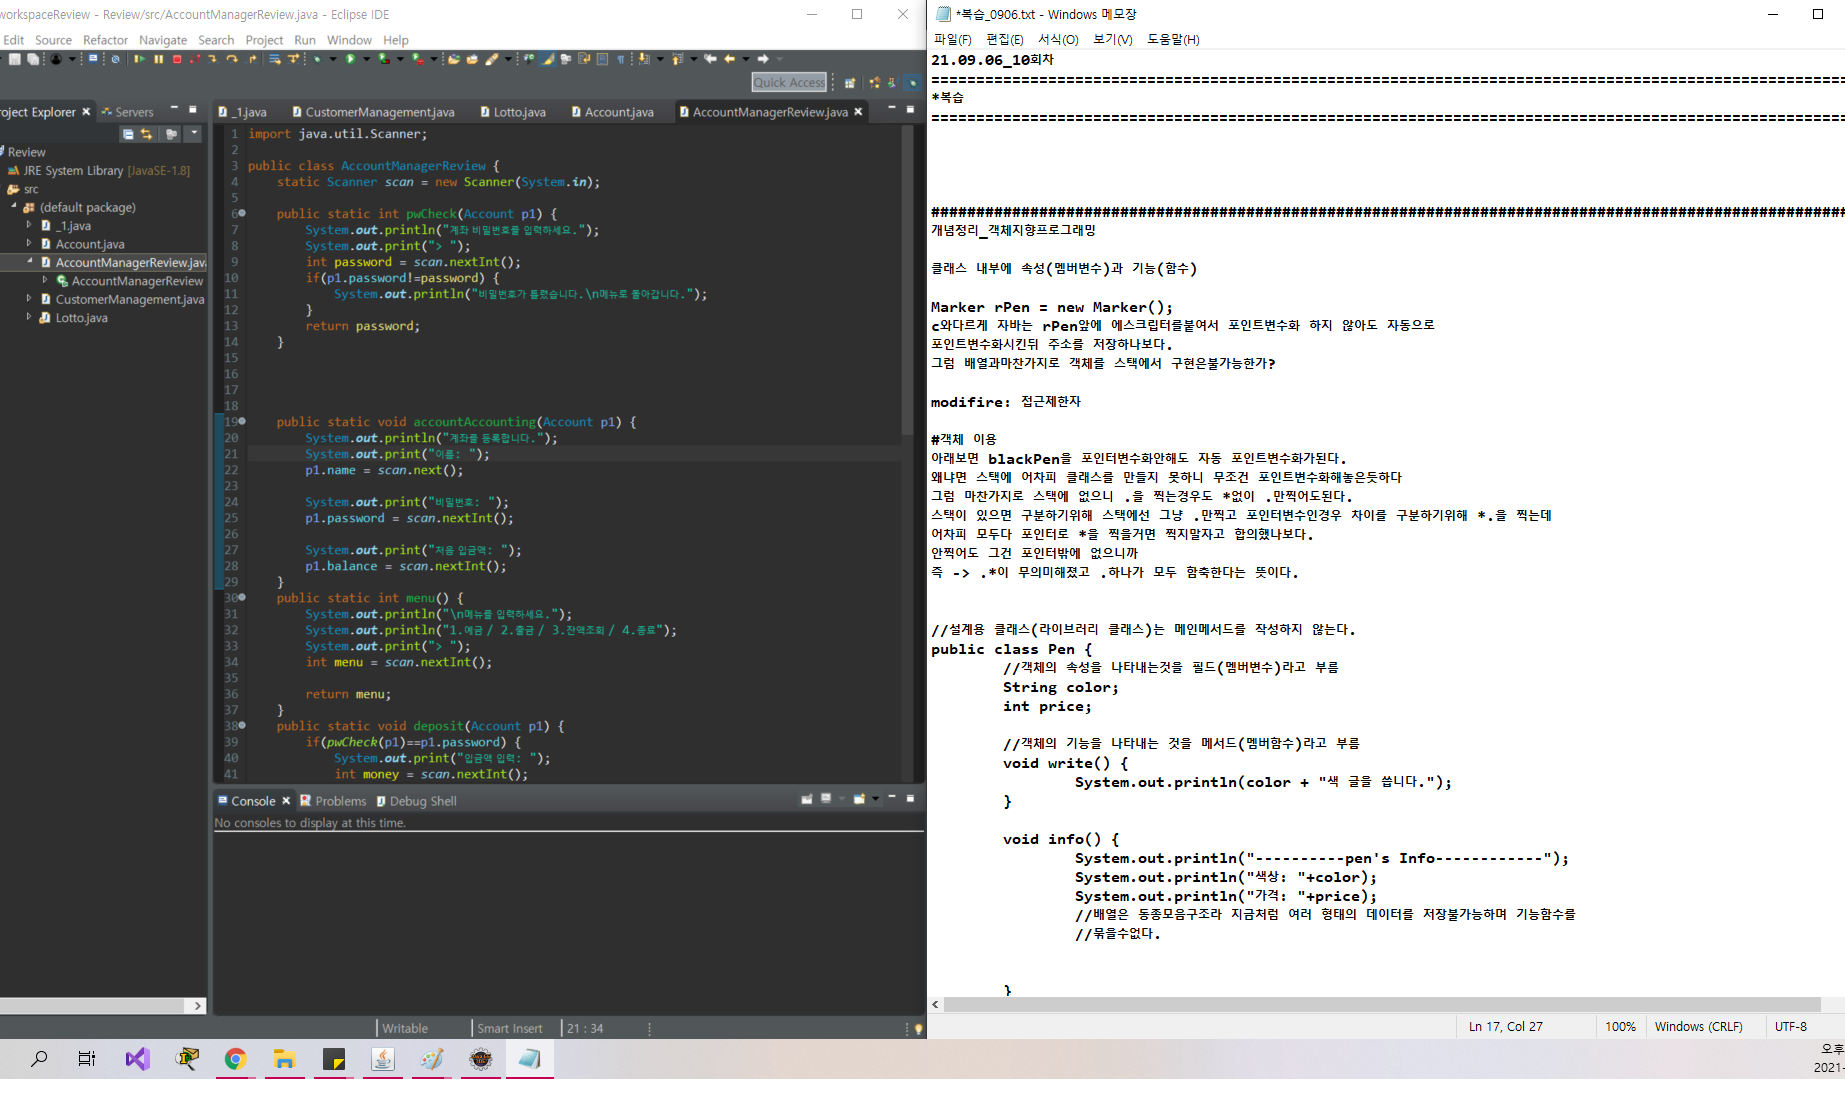 workspaceReview - Review/src/AccountManagerReview.java - Eclipse IDE
Edit Source Refactor Navigate Search Project Run Window Help
Quick Access
oject Explorer
Servers
_1.java CustomerManagement.java Lotto.java Account.java AccountManagerReview.java
Review
JRE System Library [JavaSE-1.8]
src
(default package)
_1.java
Account.java
AccountManagerReview.jav
AccountManagerReview
CustomerManagement.java
Lotto.java
1 import java.util.Scanner;
2
3 public class AccountManagerReview {
4 static Scanner scan = new Scanner(System.in);
5
6 public static int pwCheck(Account p1) {
7 System.out.println("계좌 비밀번호를 입력하세요.");
8 System.out.print("> ");
9 int password = scan.nextInt();
10 if(p1.password!=password) {
11 System.out.println("비밀번호가 틀렸습니다.\n메뉴로 돌아갑니다.");
12 }
13 return password;
14 }
15
16
17
18
19 public static void accountAccounting(Account p1) {
20 System.out.println("계좌를 등록합니다.");
21 System.out.print("이름: ");
22 p1.name = scan.next();
23
24 System.out.print("비밀번호: ");
25 p1.password = scan.nextInt();
26
27 System.out.print("처음 입금액: ");
28 p1.balance = scan.nextInt();
29 }
30 public static int menu() {
31 System.out.println("\n메뉴를 입력하세요.");
32 System.out.println("1.예금 / 2.출금 / 3.잔액조회 / 4.종료");
33 System.out.print("> ");
34 int menu = scan.nextInt();
35
36 return menu;
37 }
38 public static void deposit(Account p1) {
39 if(pwCheck(p1)==p1.password) {
40 System.out.print("입금액 입력: ");
41 int money = scan.nextInt();
Console Problems Debug Shell
No consoles to display at this time.
Writable Smart Insert 21 : 34
*복습_0906.txt - Windows 메모장
파일(F) 편집(E) 서식(O) 보기(V) 도움말(H)
21.09.06_10회차
======================================================================================================
*복습
======================================================================================================
######################################################################################################
개념정리_객체지향프로그래밍
클래스 내부에 속성(멤버변수)과 기능(함수)
Marker rPen = new Marker();
c와다르게 자바는 rPen앞에 에스크립터를붙여서 포인트변수화 하지 않아도 자동으로
포인트변수화시킨뒤 주소를 저장하나보다.
그럼 배열과마찬가지로 객체를 스택에서 구현은불가능한가?
modifire: 접근제한자
#객체 이용
아래보면 blackPen을 포인터변수화안해도 자동 포인트변수화가된다.
왜냐면 스택에 어차피 클래스를 만들지 못하니 무조건 포인트변수화해놓은듯하다
그럼 마찬가지로 스택에 없으니 .을 찍는경우도 *없이 .만찍어도된다.
스택이 있으면 구분하기위해 스택에선 그냥 .만찍고 포인터변수인경우 차이를 구분하기위해 *.을 찍는데
어차피 모두다 포인터로 *을 찍을거면 찍지말자고 합의했나보다.
안찍어도 그건 포인터밖에 없으니까
즉 -> .*이 무의미해졌고 .하나가 모두 함축한다는 뜻이다.
//설계용 클래스(라이브러리 클래스)는 메인메서드를 작성하지 않는다.
public class Pen {
//객체의 속성을 나타내는것을 필드(멤버변수)라고 부름
String color;
int price;
//객체의 기능을 나타내는 것을 메서드(멤버함수)라고 부름
void write() {
System.out.println(color + "색 글을 씁니다.");
}
void info() {
System.out.println("----------pen's Info------------");
System.out.println("색상: "+color);
System.out.println("가격: "+price);
//배열은 동종모음구조라 지금처럼 여러 형태의 데이터를 저장불가능하며 기능함수를
//묶을수없다.
}
Ln 17, Col 27 100% Windows (CRLF) UTF-8
오후
2021-